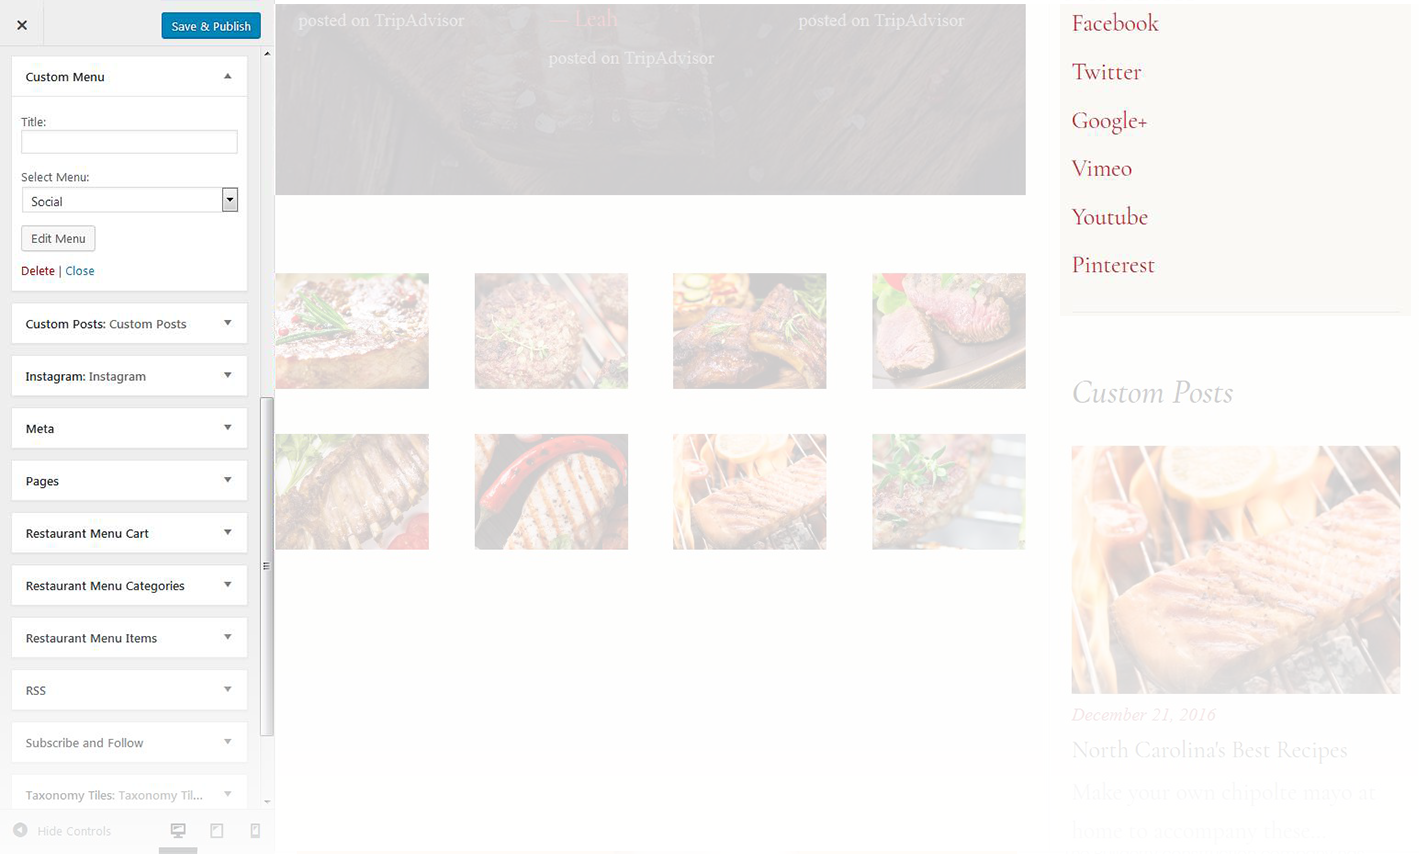 Save & Publish
Custom Menu
Title:
Select Menu:
Social
Edit Menu
Delete | Close
Custom Posts: Custom Posts
Instagram: Instagram
Meta
Pages
Restaurant Menu Cart
Restaurant Menu Categories
Restaurant Menu Items
RSS
Subscribe and Follow
Taxonomy Tiles: Taxonomy Til...
Hide Controls
posted on TripAdvisor
— Leah
posted on TripAdvisor
posted on TripAdvisor
Facebook
Twitter
Google+
Vimeo
Youtube
Pinterest
Custom Posts
December 21, 2016
North Carolina's Best Recipes
Make your own chipolte mayo at
home to accompany these...